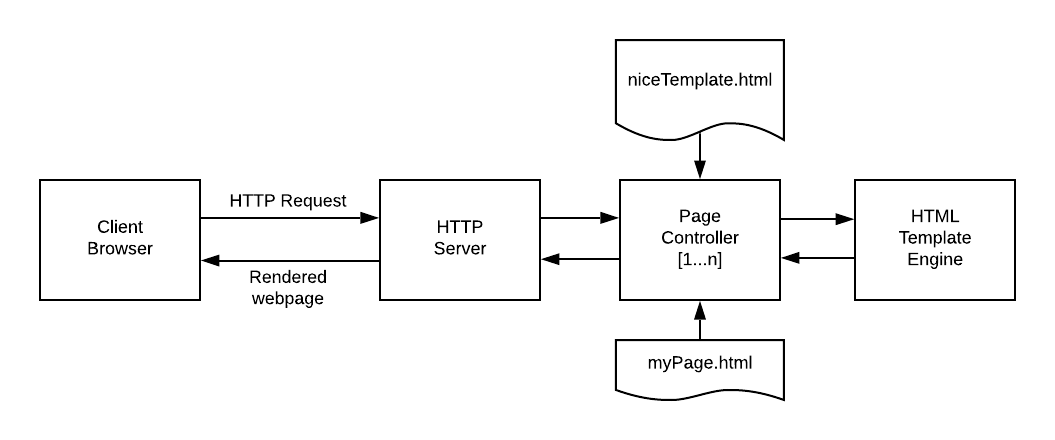 niceTemplate.html
Client
Browser
HTTP Request
Rendered
webpage
HTTP
Server
Page
Controller
[1...n]
HTML
Template
Engine
myPage.html